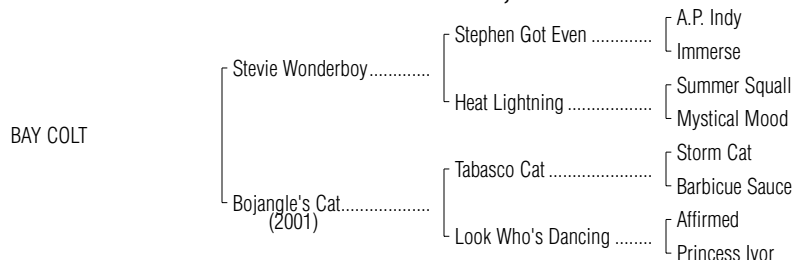 A.P. Indy
Stephen Got Even .............
Immerse
Stevie Wonderboy.............
Summer Squall
Heat Lightning ..................
Mystical Mood
BAY COLT
Storm Cat
Tabasco Cat ......................
Barbicue Sauce
Bojangle's Cat...................
(2001)
Affirmed
Look Who's Dancing ........
Princess Ivor